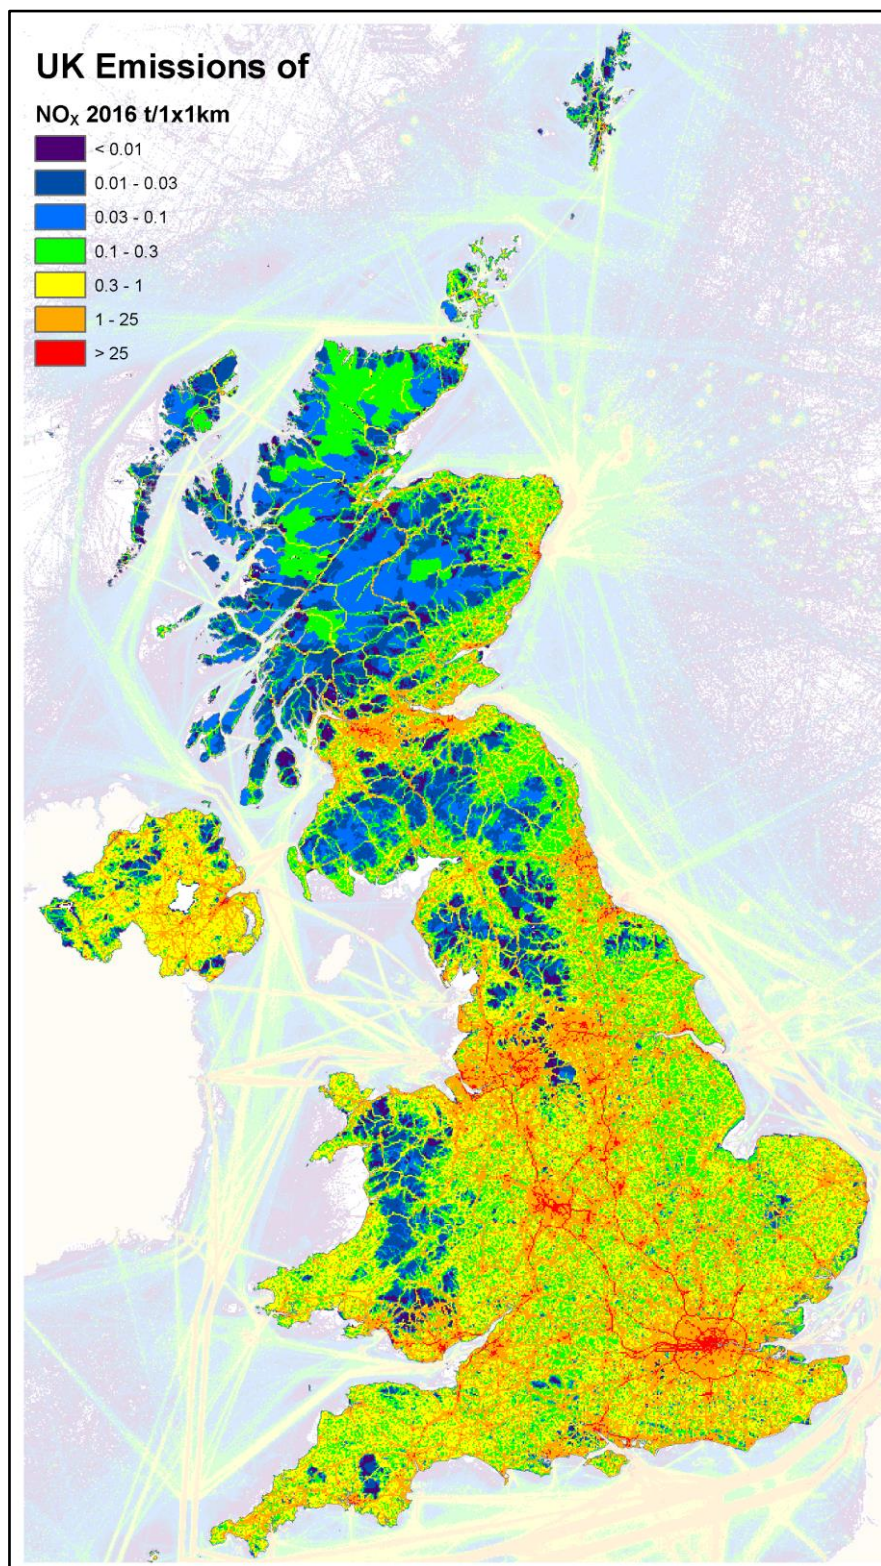 UK Emissions of
NOX 2016 t/1x1km
< 0.01
0.01 - 0.03
0.03 - 0.1
0.1 - 0.3
0.3 - 1
1 - 25
> 25